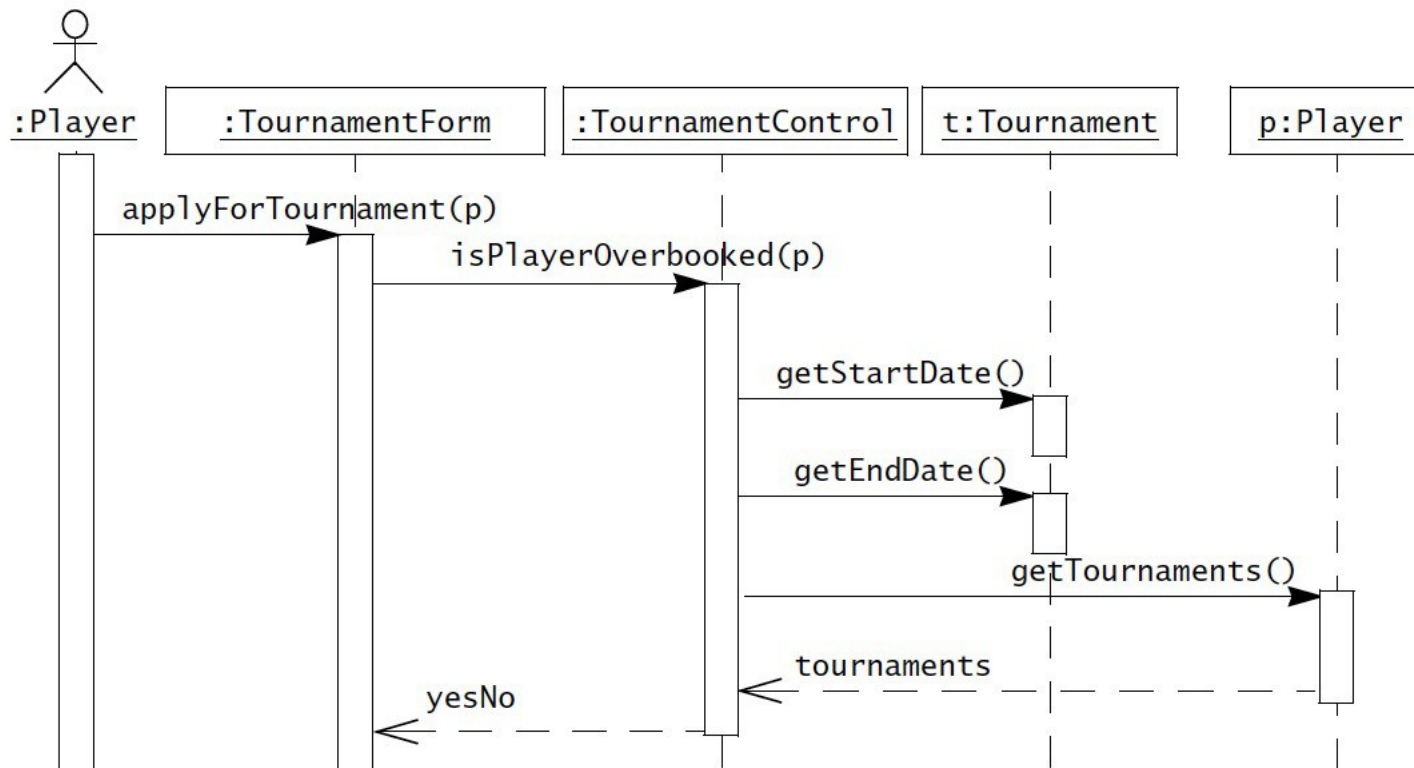 :Player
:TournamentForm
:TournamentControl
t:Tournament
p:Player
applyForTournament(p)
isPlayerOverbooked(p)
getStartDate()
getEndDate()
getTournaments()
tournaments
yesNo